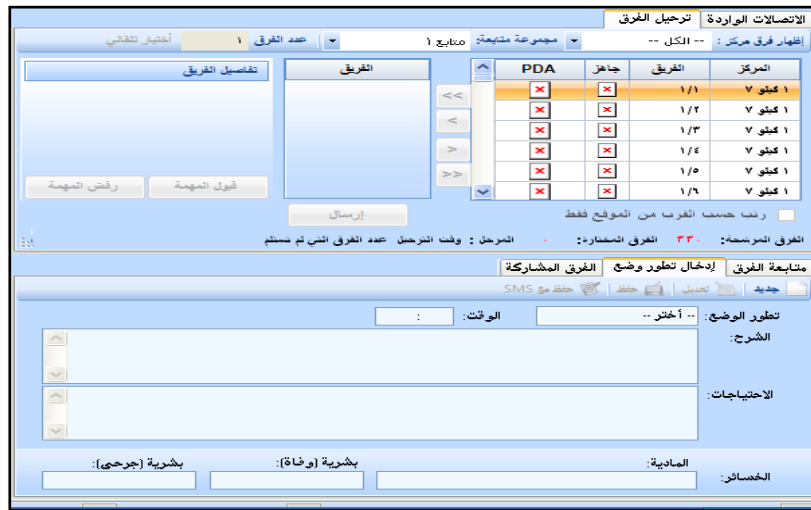 الاتصالات الواردة ترحيل الفرق
إظهار فرق مركز : -- الكل -- مجموعة متابعة: متابع ١ عدد الفرق ١ أختيار تلقائي
المركز الفريق جاهز PDA الفريق تفاصيل الفريق
١ كيلو ٧ ١/١
١ كيلو ٧ ١/٢
١ كيلو ٧ ١/٣
١ كيلو ٧ ١/٤
١ كيلو ٧ ١/٥
١ كيلو ٧ ١/٦
<<
<
>
>>
قبول المهمة رفض المهمة
رتب حسب القرب من الموقع فقط إرسال
الفرق المرشحة: ٣٣٠ الفرق المختارة: ٠ المرحل : وقت الترحيل عدد الفرق التي تم تستلم
متابعة الفرق إدخال تطور وضع الفرق المشاركة
جديد تعديل حفظ حفظ مع SMS
تطور الوضع: -- أختر -- الوقت: :
الشرح:
الاحتياجات:
الخسائر: المادية: بشرية (وفاة): بشرية (جرحى):